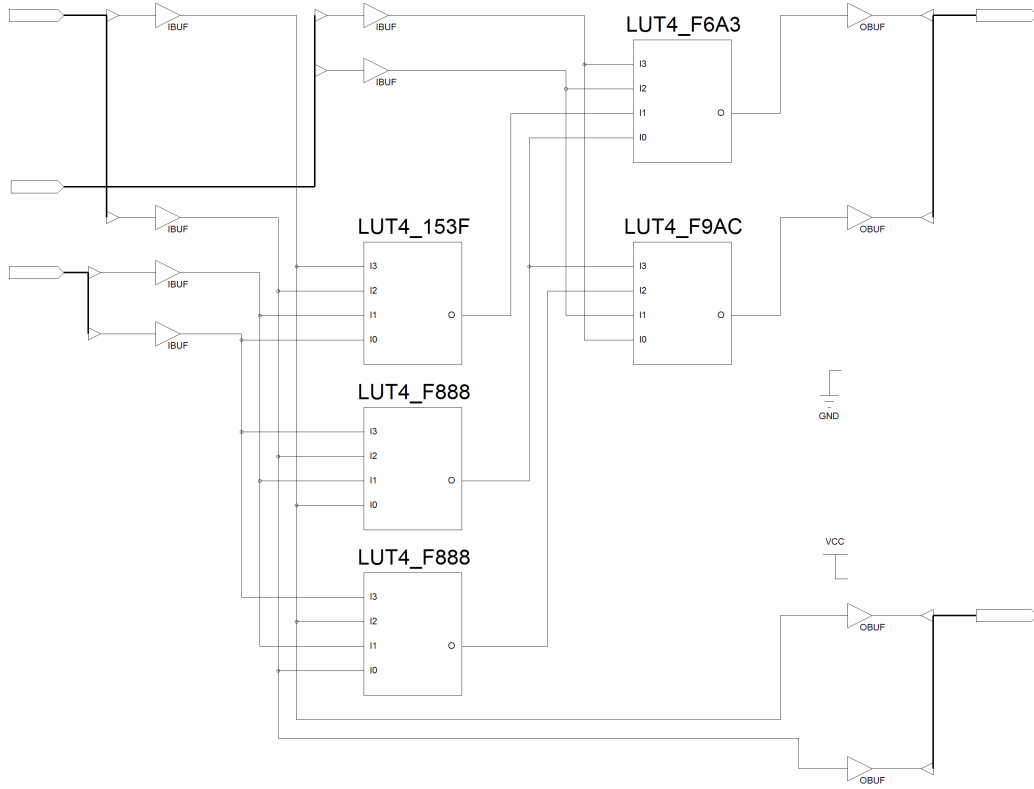 IBUF
IBUF
OBUF
LUT4_F6A3
IBUF
I3
I2
I1
I0
O
IBUF
OBUF
LUT4_153F
LUT4_F9AC
IBUF
I3
I2
I1
I0
O
I3
I2
I1
I0
O
IBUF
LUT4_F888
I3
I2
I1
I0
O
GND
LUT4_F888
I3
I2
I1
I0
O
VCC
OBUF
OBUF